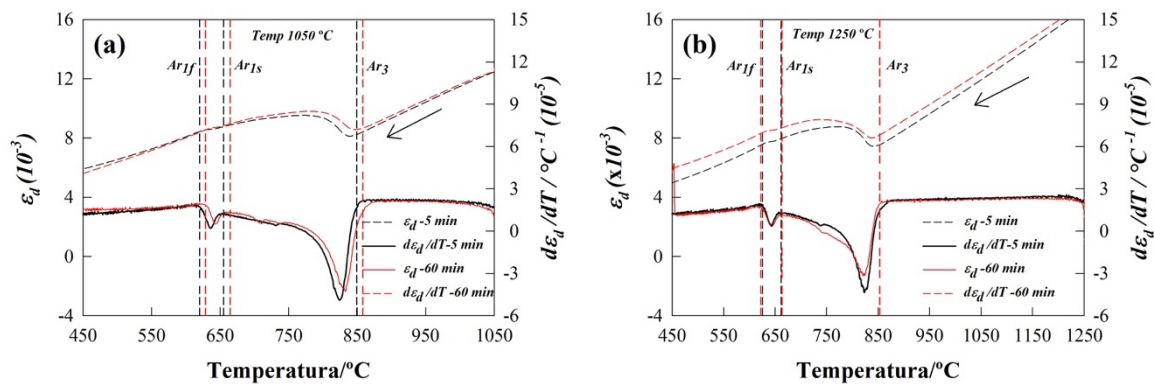 (a)
Temp 1050 ºC
Ar1f
Ar1s
Ar3
16
12
8
4
0
-4
εd (10-3)
15
12
9
6
3
0
-3
-6
dεd/dT / °C-1 (10-5)
εd -5 min
dεd/dT-5 min
εd -60 min
dεd/dT -60 min
450 550 650 750 850 950 1050
Temperatura/ºC
(b)
Temp 1250 ºC
Ar1f
Ar1s
Ar3
16
12
8
4
0
-4
εd (x10-3)
15
12
9
6
3
0
-3
-6
dεd/dT / °C-1 (10-5)
εd -5 min
dεd/dT-5 min
εd -60 min
dεd/dT -60 min
450 550 650 750 850 950 1050 1150 1250
Temperatura/ºC